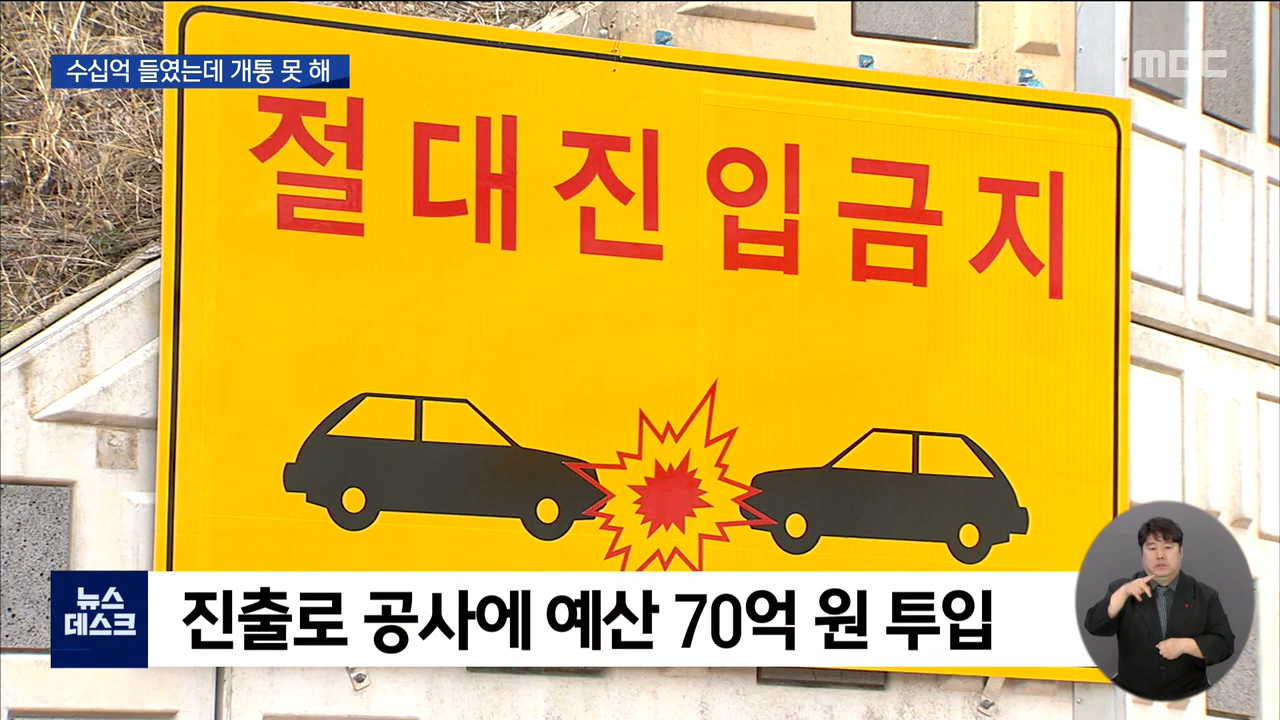 수십억 들였는데 개통 못 해
MBC
절대진입금지
뉴스
데스크
진출로 공사에 예산 70억 원 투입